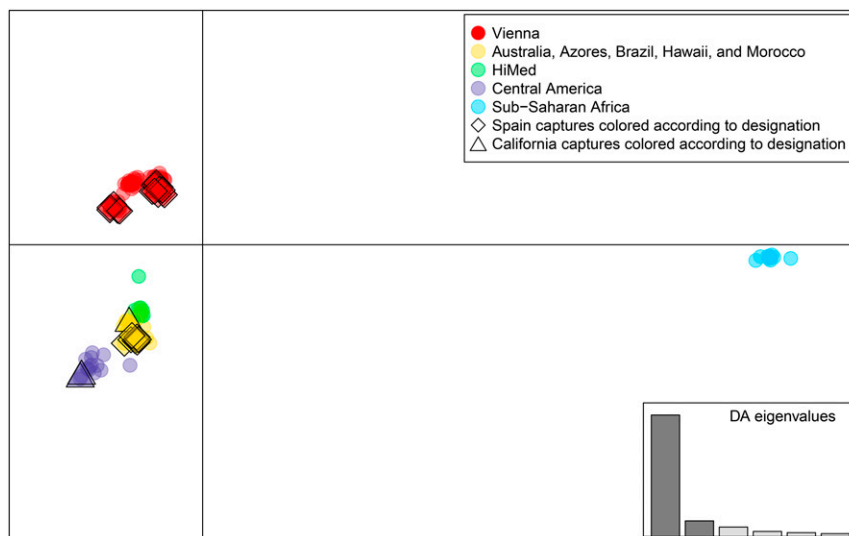 Vienna
Australia, Azores, Brazil, Hawaii, and Morocco
HiMed
Central America
Sub−Saharan Africa
Spain captures colored according to designation
California captures colored according to designation
DA eigenvalues